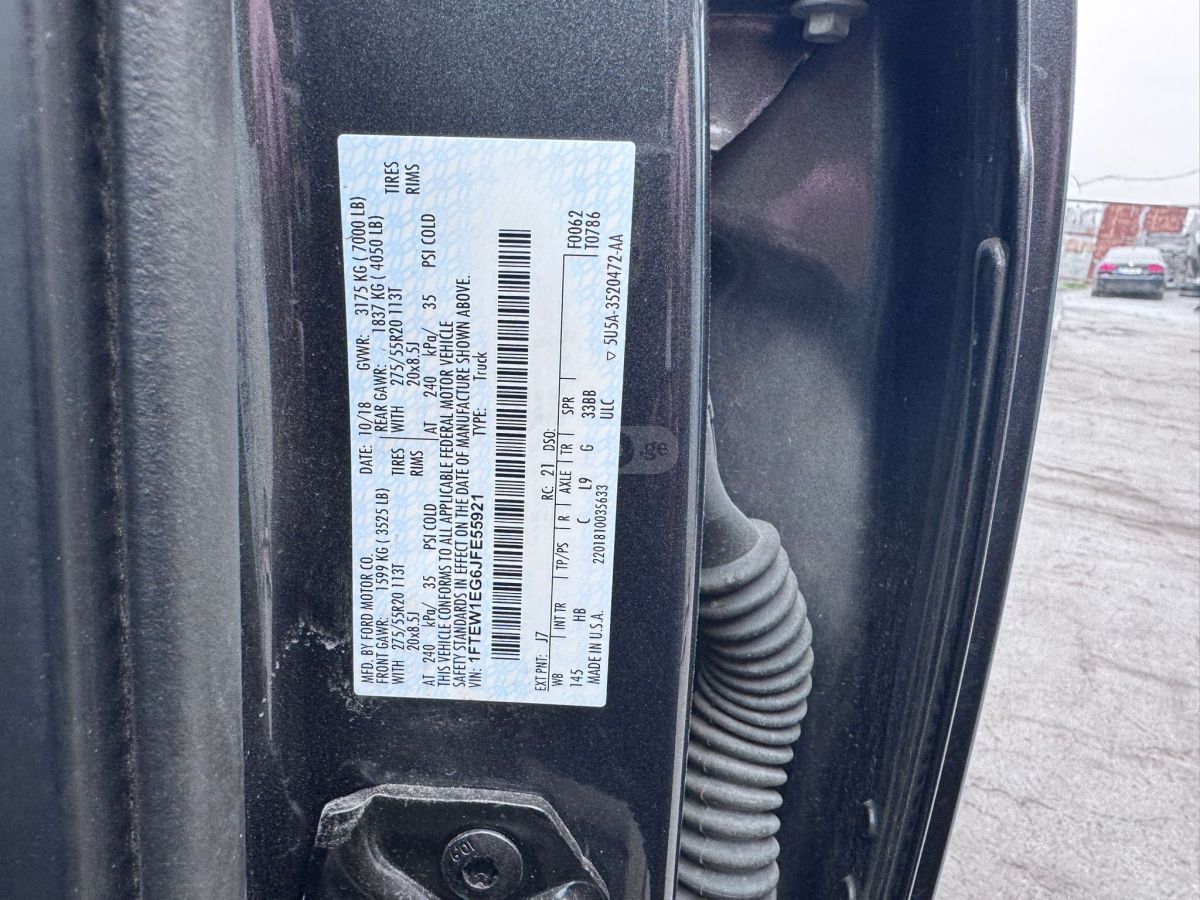 MFD. BY FORD MOTOR CO.
DATE: 10/18 GVWR: 3175 KG ( 7000 LB)
FRONT GAWR: 1599 KG ( 3525 LB) REAR GAWR: 1837 KG ( 4050 LB)
WITH 275/55R20 113T TIRES WITH 275/55R20 113T TIRES
20x8.5J RIMS 20x8.5J RIMS
AT 240 kPa/ 35 PSI COLD AT 240 kPa/ 35 PSI COLD
THIS VEHICLE CONFORMS TO ALL APPLICABLE FEDERAL MOTOR VEHICLE
SAFETY STANDARDS IN EFFECT ON THE DATE OF MANUFACTURE SHOWN ABOVE.
VIN: 1FTEW1EG6JFE55921 TYPE: Truck
EXT PNT: J7 RC: 21 DSO: F0062
WB INT TR TP/PS R AXLE TR SPR T0786
145 HB C L9 G 33BB
MADE IN U.S.A. 2201810035633 ULC ▽ 5U5A-3520472-AA
109